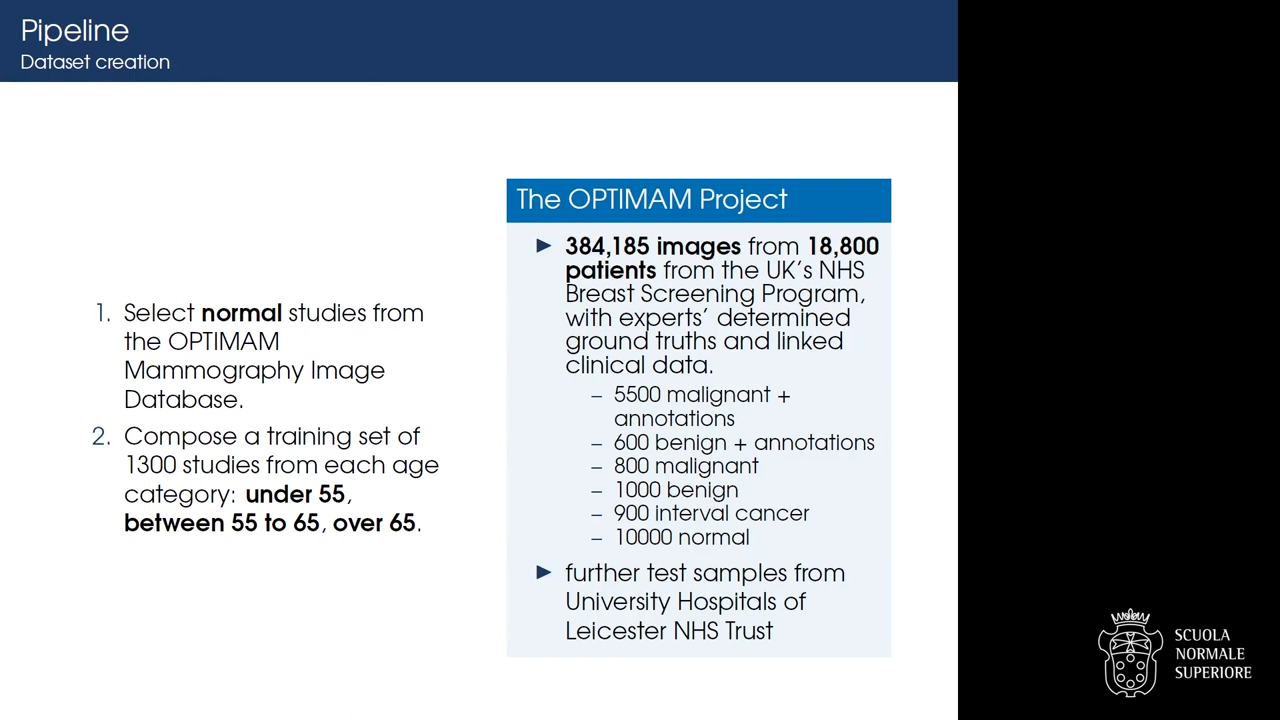 Pipeline
Dataset creation
1. Select normal studies from
the OPTIMAM
Mammography Image
Database.
2. Compose a training set of
1300 studies from each age
category: under 55,
between 55 to 65, over 65.
The OPTIMAM Project
▶ 384,185 images from 18,800
patients from the UK’s NHS
Breast Screening Program,
with experts’ determined
ground truths and linked
clinical data.
– 5500 malignant +
annotations
– 600 benign + annotations
– 800 malignant
– 1000 benign
– 900 interval cancer
– 10000 normal
▶ further test samples from
University Hospitals of
Leicester NHS Trust
SCUOLA
NORMALE
SUPERIORE